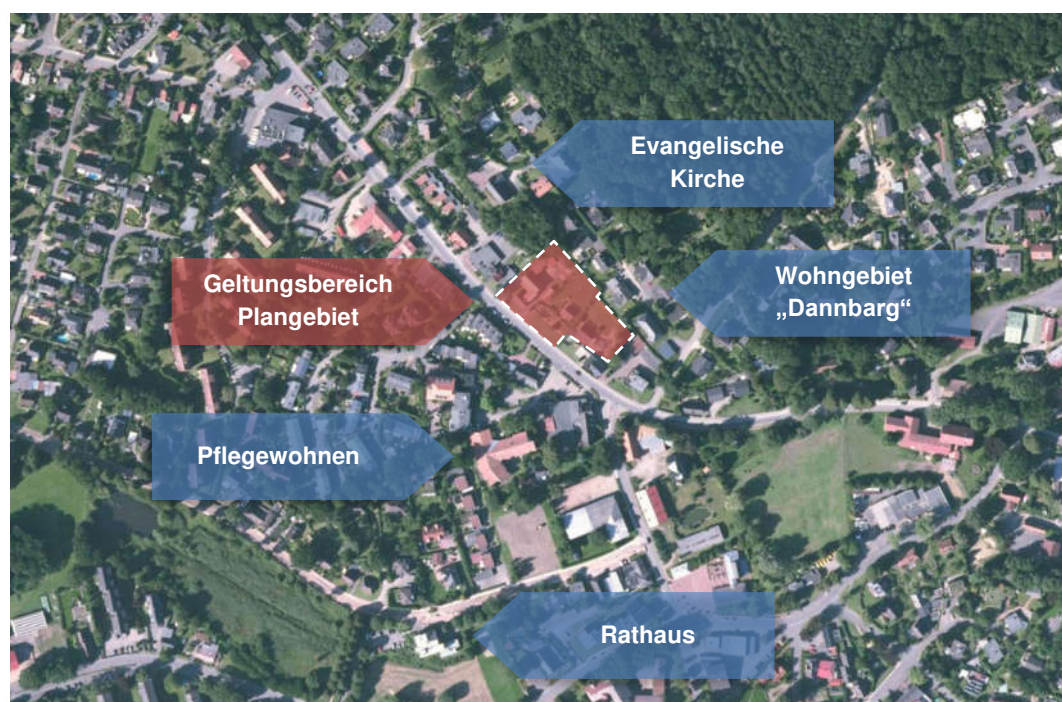 Evangelische
Kirche
Geltungsbereich
Plangebiet
Wohngebiet
„Dannbarg“
Pflegewohnen
Rathaus